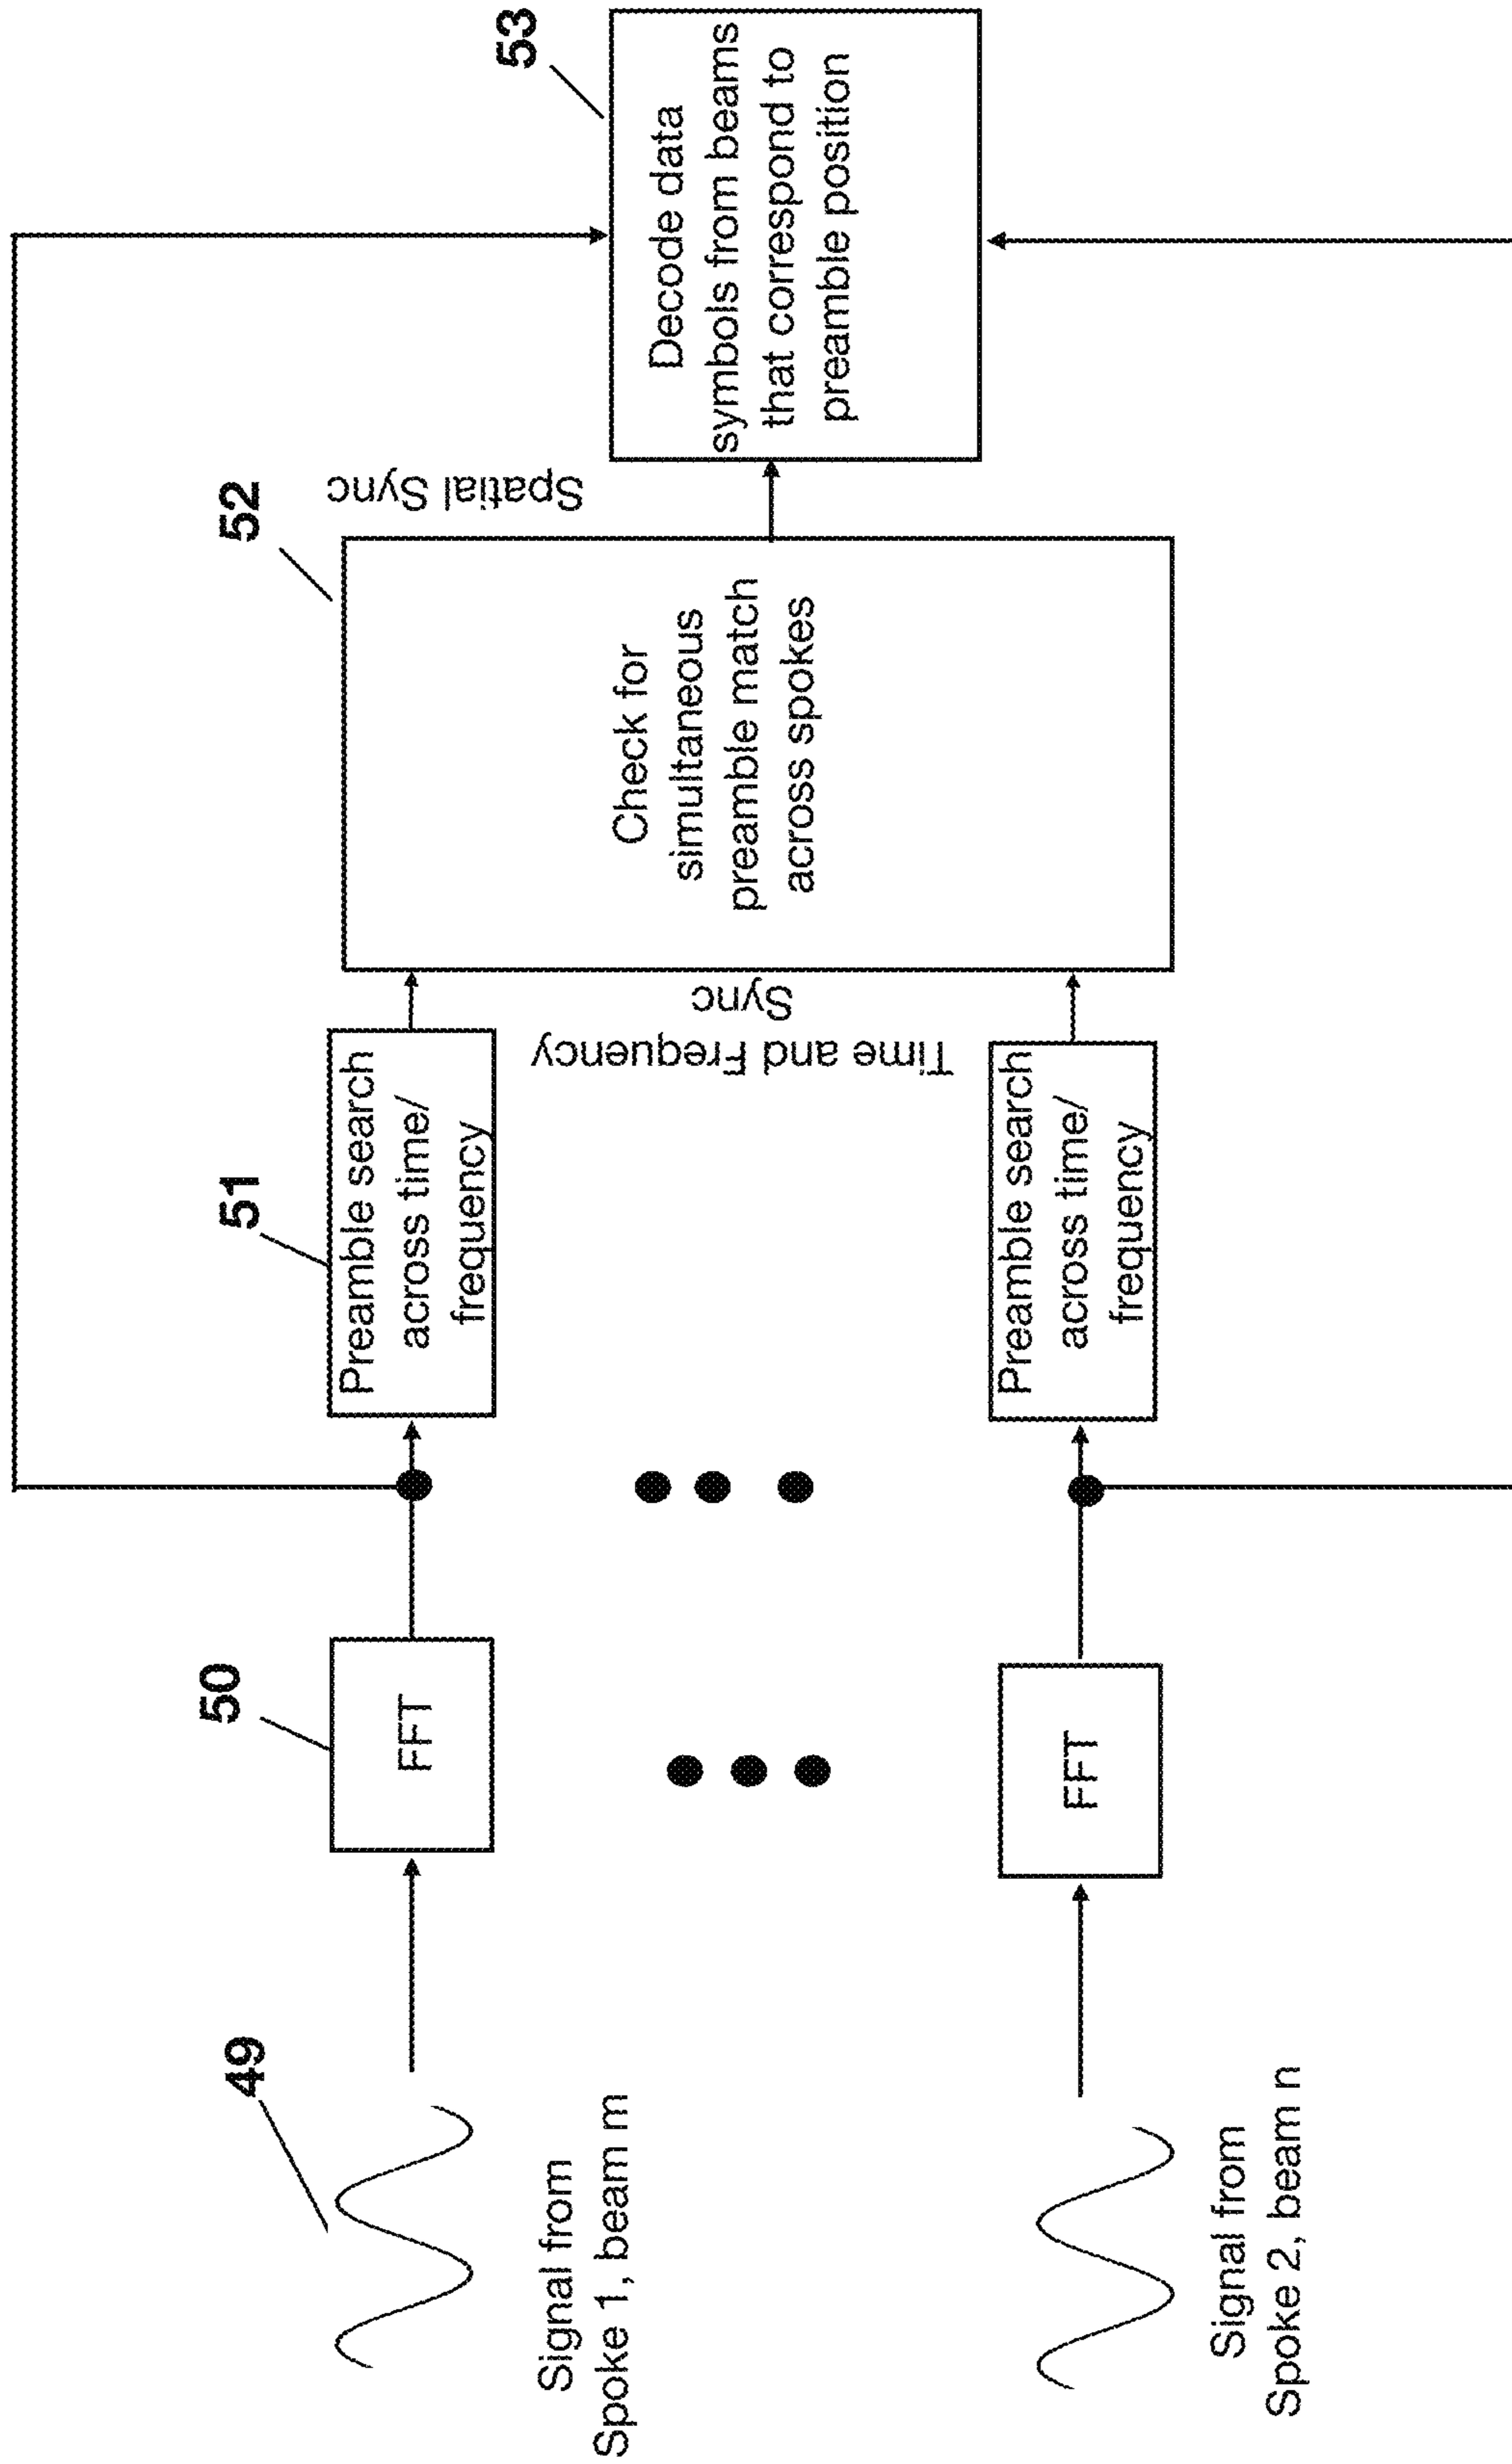 49
Signal from
Spoke 1, beam m
50
FFT
51
Preamble search
across time/
frequency
Time and Frequency
Sync
52
Check for
simultaneous
preamble match
across spokes
Spatial Sync
53
Decode data
symbols from beams
that correspond to
preamble position
Signal from
Spoke 2, beam n
FFT
Preamble search
across time/
frequency